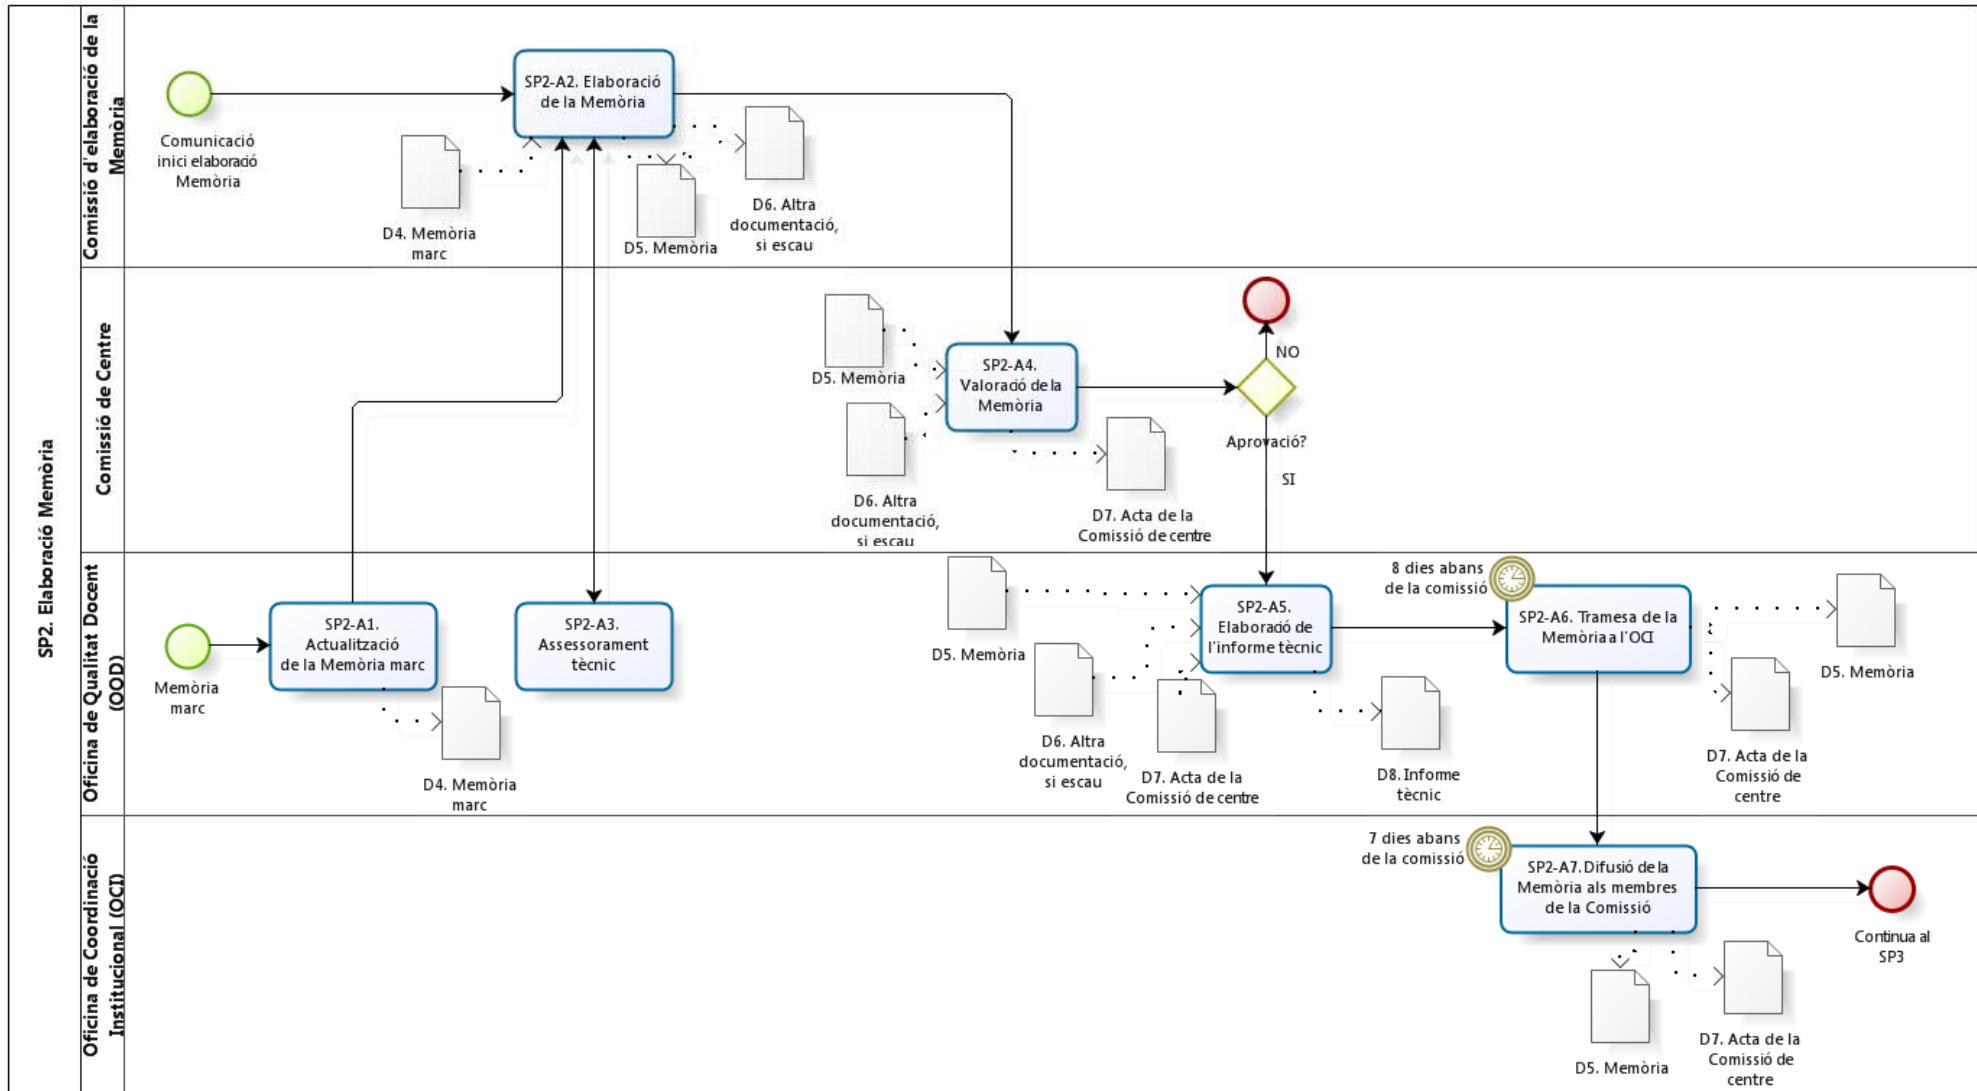 SP2. Elaboració Memòria
Comissió d'elaboració de la
Memòria
Comunicació
inici elaboració
Memòria
SP2-A2. Elaboració
de la Memòria
D4. Memòria
marc
D5. Memòria
D6. Altra
documentació,
si escau
Comissió de Centre
D5. Memòria
D6. Altra
documentació,
si escau
SP2-A4.
Valoració de la
Memòria
D7. Acta de la
Comissió de centre
NO
Aprovació?
SI
Oficina de Qualitat Docent
(OQD)
Memòria
marc
SP2-A1.
Actualització
de la Memòria marc
D4. Memòria
marc
SP2-A3.
Assessorament
tècnic
D5. Memòria
D6. Altra
documentació,
si escau
D7. Acta de la
Comissió de centre
SP2-A5.
Elaboració de
l'informe tècnic
D8. Informe
tècnic
8 dies abans
de la comissió
SP2-A6. Tramesa de la
Memòria a l'OCI
D5. Memòria
D7. Acta de la
Comissió de
centre
Oficina de Coordinació
Institucional (OCI)
7 dies abans
de la comissió
SP2-A7. Difusió de la
Memòria als membres
de la Comissió
D5. Memòria
D7. Acta de la
Comissió de
centre
Continua al
SP3